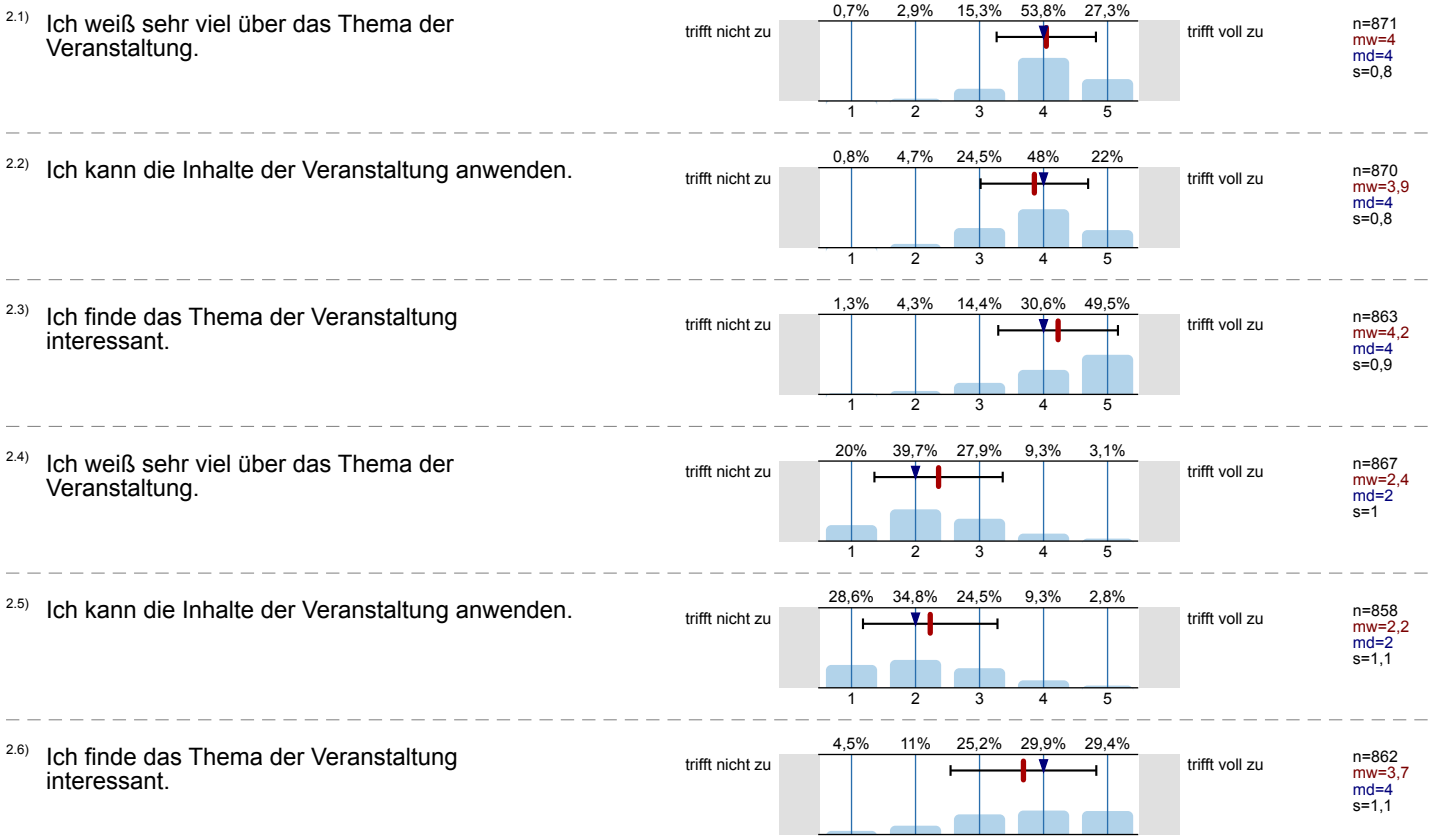 2.1) Ich weiß sehr viel über das Thema der
Veranstaltung.
trifft nicht zu
0,7% 2,9% 15,3% 53,8% 27,3%
1 2 3 4 5
trifft voll zu
n=871
mw=4
md=4
s=0,8
2.2) Ich kann die Inhalte der Veranstaltung anwenden.
trifft nicht zu
0,8% 4,7% 24,5% 48% 22%
1 2 3 4 5
trifft voll zu
n=870
mw=3,9
md=4
s=0,8
2.3) Ich finde das Thema der Veranstaltung
interessant.
trifft nicht zu
1,3% 4,3% 14,4% 30,6% 49,5%
1 2 3 4 5
trifft voll zu
n=863
mw=4,2
md=4
s=0,9
2.4) Ich weiß sehr viel über das Thema der
Veranstaltung.
trifft nicht zu
20% 39,7% 27,9% 9,3% 3,1%
1 2 3 4 5
trifft voll zu
n=867
mw=2,4
md=2
s=1
2.5) Ich kann die Inhalte der Veranstaltung anwenden.
trifft nicht zu
28,6% 34,8% 24,5% 9,3% 2,8%
1 2 3 4 5
trifft voll zu
n=858
mw=2,2
md=2
s=1,1
2.6) Ich finde das Thema der Veranstaltung
interessant.
trifft nicht zu
4,5% 11% 25,2% 29,9% 29,4%
trifft voll zu
n=862
mw=3,7
md=4
s=1,1